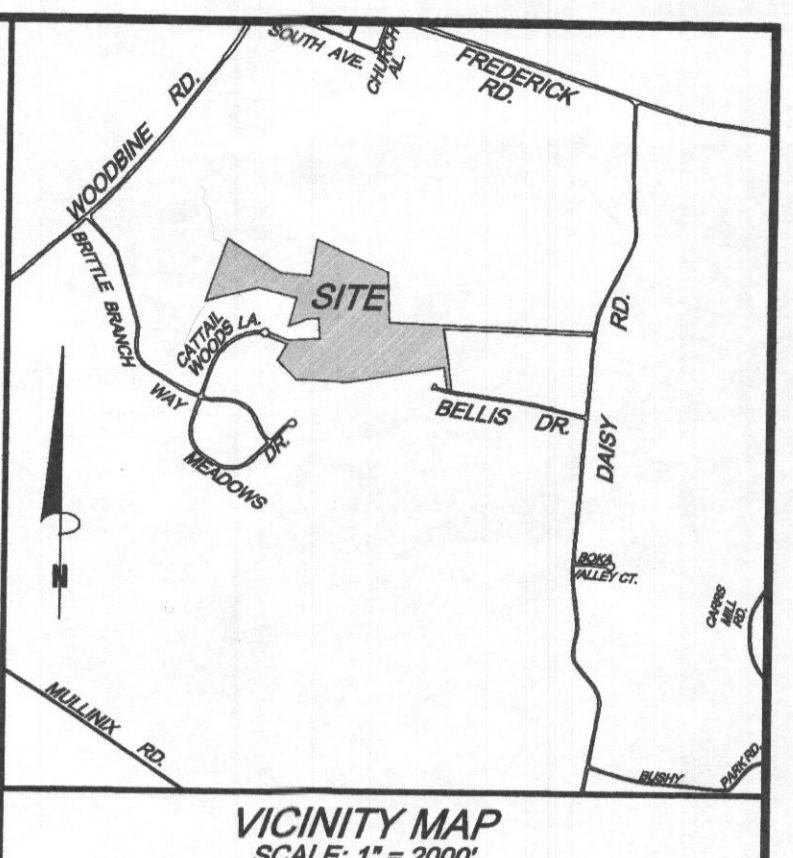 SOUTH AVE.
CHURCH
AL
FREDERICK
RD.
WOODBINE RD.
BRITTLE BRANCH WAY
SITE
CATTAIL
WOODS LA.
RD.
BELLIS DR.
DAISY
MEADOWS DR.
BOKA
VALLEY CT.
CARRS
MILL
RD.
N
MULLINIX RD.
BUSHY PARK RD.
VICINITY MAP
SCALE: 1" = 2000'